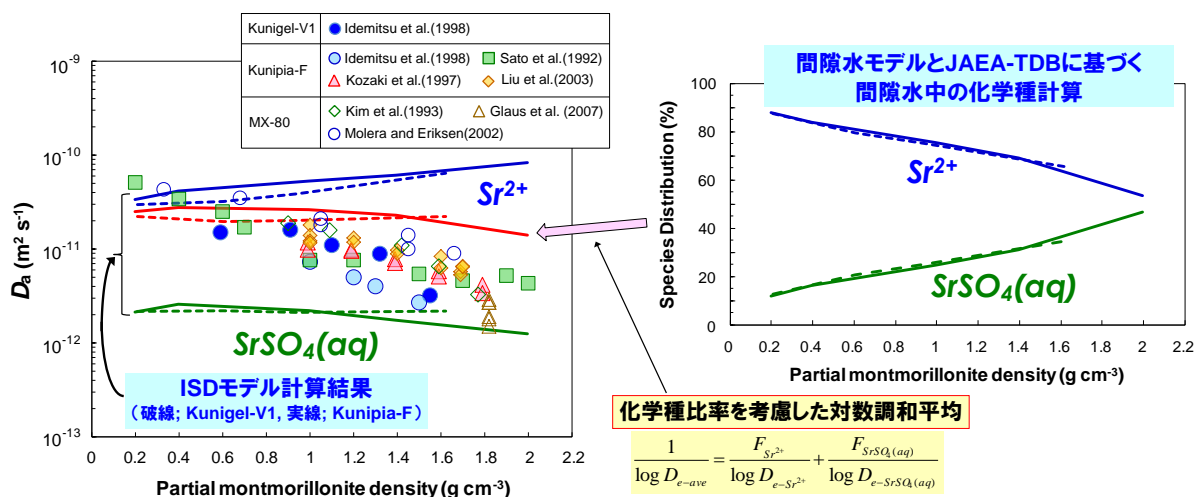 Kunigel-V1
Idemitsu et al.(1998)
Kunipia-F
Idemitsu et al.(1998)
Sato et al.(1992)
Kozaki et al.(1997)
Liu et al.(2003)
MX-80
Kim et al.(1993)
Glaus et al.(2007)
Molera and Eriksen(2002)
10-9
10-10
10-11
10-12
10-13
Da (m2 s-1)
Sr2+
SrSO4(aq)
ISDモデル計算結果
(破線; Kunigel-V1, 実線; Kunipia-F)
0 0.2 0.4 0.6 0.8 1 1.2 1.4 1.6 1.8 2 2.2
Partial montmorillonite density (g cm-3)
間隙水モデルとJAEA-TDBに基づく
間隙水中の化学種計算
100
80
60
40
20
0
Species Distribution (%)
Sr2+
SrSO4(aq)
0 0.2 0.4 0.6 0.8 1 1.2 1.4 1.6 1.8 2 2.2
Partial montmorillonite density (g cm-3)
化学種比率を考慮した対数調和平均
1/log De-ave = FSr2+/log De-Sr2+ + FSrSO4(aq)/log De-SrSO4(aq)